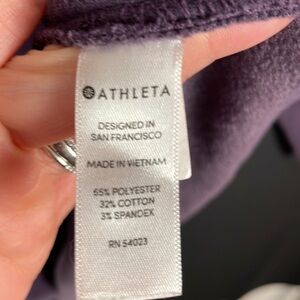 ATHLETA
DESIGNED IN
SAN FRANCISCO
MADE IN VIETNAM
65% POLYESTER
32% COTTON
3% SPANDEX
RN 54023